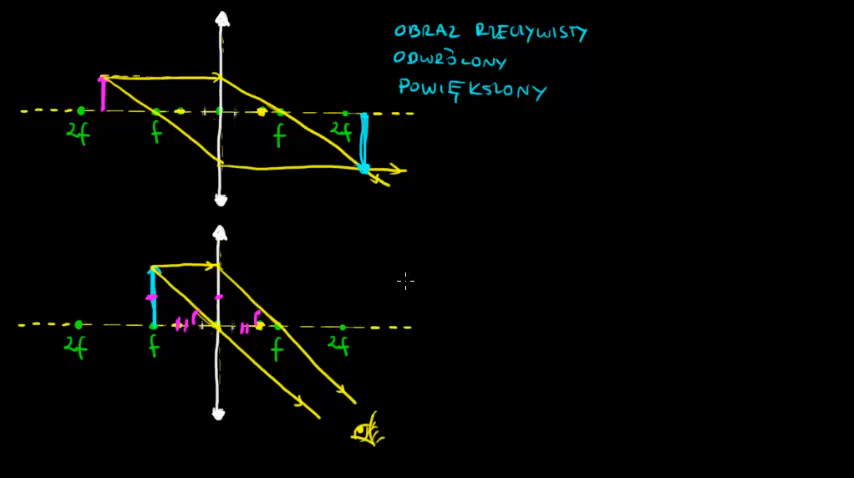 OBRAZ RZECZYWISTY
ODWRÓCONY
POWIĘKSZONY
2f f f 2f
2f f f 2f